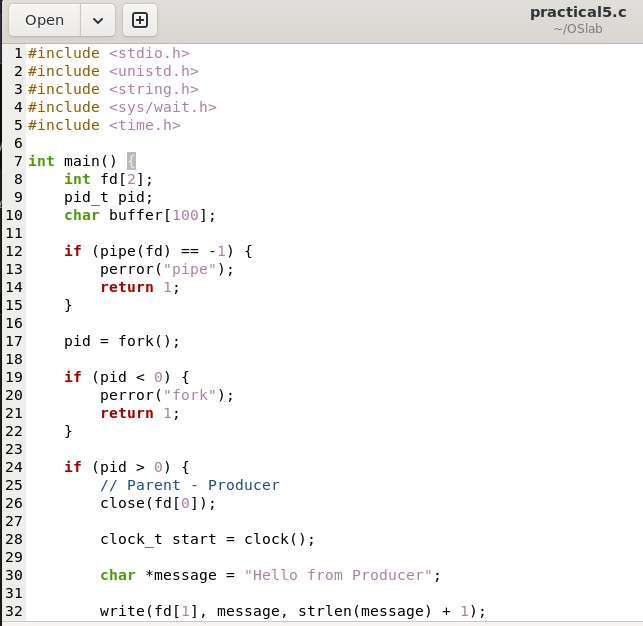 Open
practical5.c
~/OSlab
1 #include <stdio.h>
2 #include <unistd.h>
3 #include <string.h>
4 #include <sys/wait.h>
5 #include <time.h>
6
7 int main() {
8     int fd[2];
9     pid_t pid;
10     char buffer[100];
11
12     if (pipe(fd) == -1) {
13         perror("pipe");
14         return 1;
15     }
16
17     pid = fork();
18
19     if (pid < 0) {
20         perror("fork");
21         return 1;
22     }
23
24     if (pid > 0) {
25         // Parent - Producer
26         close(fd[0]);
27
28         clock_t start = clock();
29
30         char *message = "Hello from Producer";
31
32         write(fd[1], message, strlen(message) + 1);